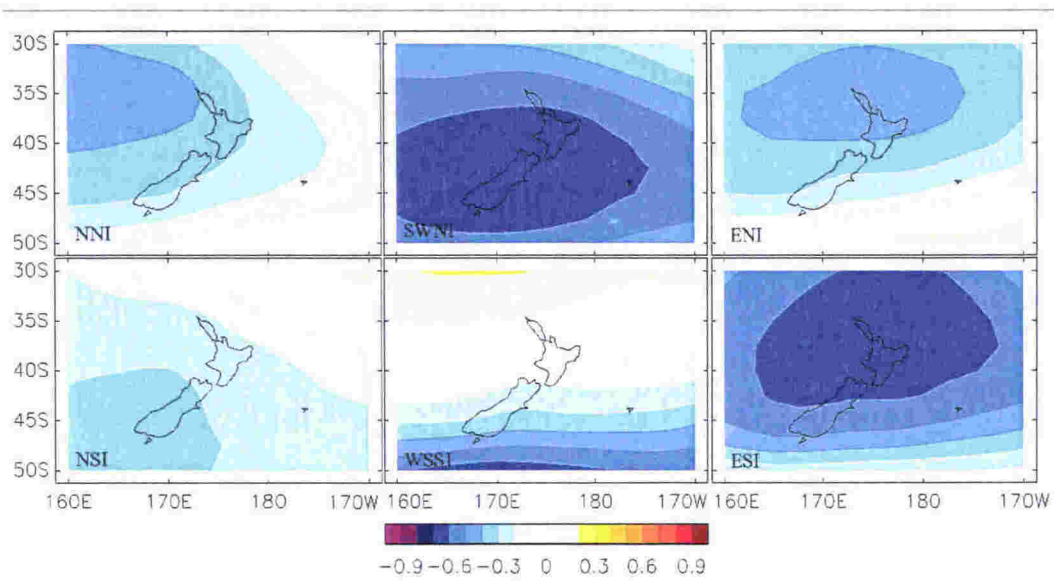 30S
35S
40S
45S
50S
NNI
SWNI
ENI
30S
35S
40S
45S
50S
NSI
WSSI
ESI
160E 170E 180 170W 160E 170E 180 170W 160E 170E 180 170W
-0.9 -0.6 -0.3 0 0.3 0.6 0.9